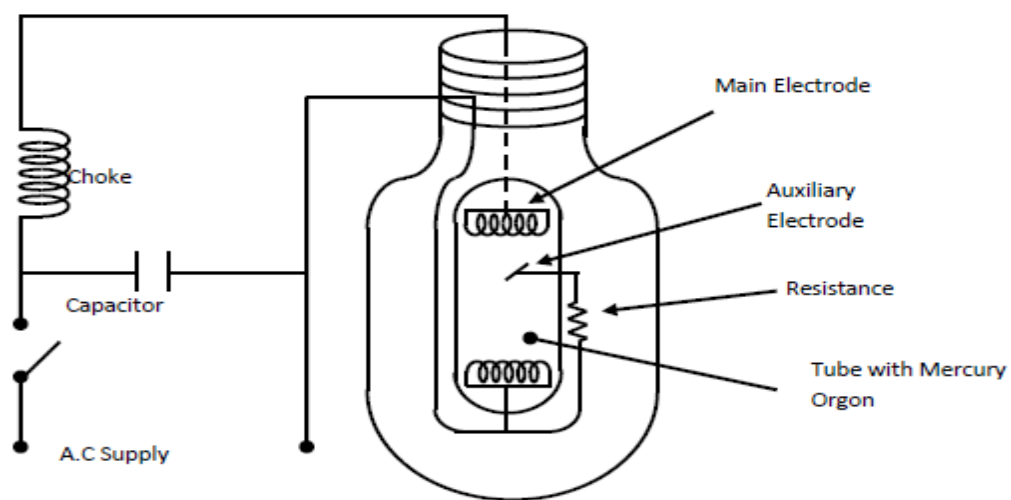 Main Electrode
Choke
Auxiliary
Electrode
Capacitor
Resistance
Tube with Mercury
Orgon
A.C Supply